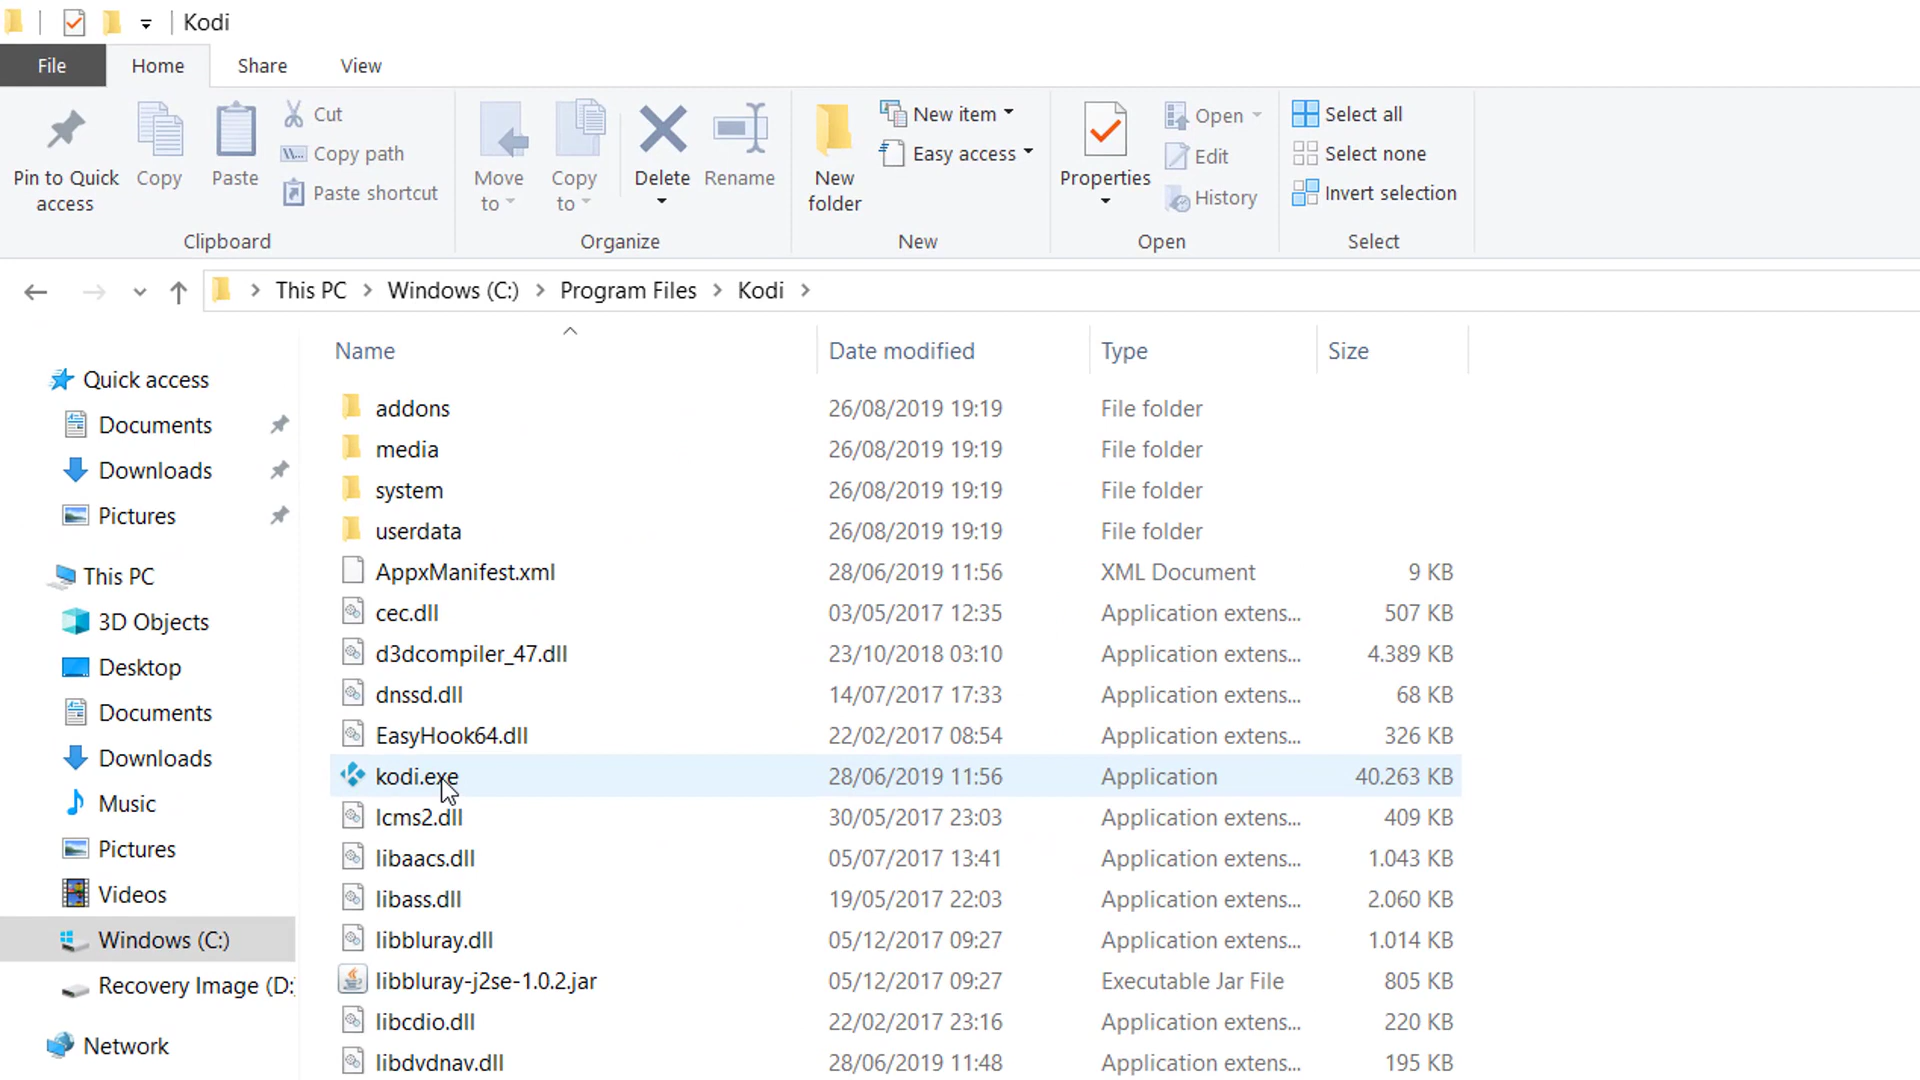 Kodi
File Home Share View
Pin to Quick access
Copy
Paste
Cut
Copy path
Paste shortcut
Clipboard
Move to
Copy to
Delete
Rename
Organize
New folder
New item
Easy access
New
Properties
Open
Edit
History
Open
Select all
Select none
Invert selection
Select
This PC > Windows (C:) > Program Files > Kodi >
Quick access
Documents
Downloads
Pictures
This PC
3D Objects
Desktop
Documents
Downloads
Music
Pictures
Videos
Windows (C:)
Recovery Image (D:
Network
Name Date modified Type Size
addons 26/08/2019 19:19 File folder
media 26/08/2019 19:19 File folder
system 26/08/2019 19:19 File folder
userdata 26/08/2019 19:19 File folder
AppxManifest.xml 28/06/2019 11:56 XML Document 9 KB
cec.dll 03/05/2017 12:35 Application extens... 507 KB
d3dcompiler_47.dll 23/10/2018 03:10 Application extens... 4.389 KB
dnssd.dll 14/07/2017 17:33 Application extens... 68 KB
EasyHook64.dll 22/02/2017 08:54 Application extens... 326 KB
kodi.exe 28/06/2019 11:56 Application 40.263 KB
lcms2.dll 30/05/2017 23:03 Application extens... 409 KB
libaacs.dll 05/07/2017 13:41 Application extens... 1.043 KB
libass.dll 19/05/2017 22:03 Application extens... 2.060 KB
libbluray.dll 05/12/2017 09:27 Application extens... 1.014 KB
libbluray-j2se-1.0.2.jar 05/12/2017 09:27 Executable Jar File 805 KB
libcdio.dll 22/02/2017 23:16 Application extens... 220 KB
libdvdnav.dll 28/06/2019 11:48 Application extens... 195 KB